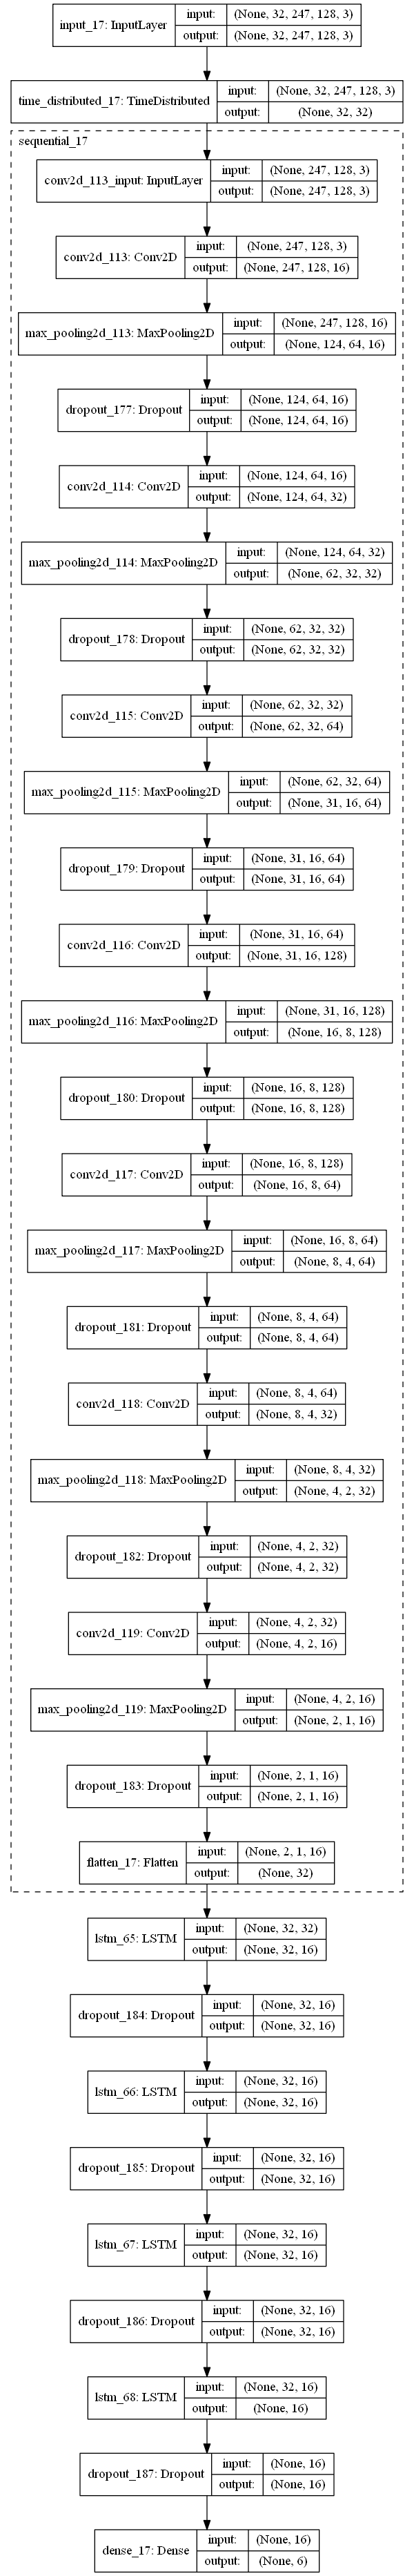 input_17: InputLayer
input: (None, 32, 247, 128, 3)
output: (None, 32, 247, 128, 3)
time_distributed_17: TimeDistributed
input: (None, 32, 247, 128, 3)
output: (None, 32, 32)
sequential_17
conv2d_113_input: InputLayer
input: (None, 247, 128, 3)
output: (None, 247, 128, 3)
conv2d_113: Conv2D
input: (None, 247, 128, 3)
output: (None, 247, 128, 16)
max_pooling2d_113: MaxPooling2D
input: (None, 247, 128, 16)
output: (None, 124, 64, 16)
dropout_177: Dropout
input: (None, 124, 64, 16)
output: (None, 124, 64, 16)
conv2d_114: Conv2D
input: (None, 124, 64, 16)
output: (None, 124, 64, 32)
max_pooling2d_114: MaxPooling2D
input: (None, 124, 64, 32)
output: (None, 62, 32, 32)
dropout_178: Dropout
input: (None, 62, 32, 32)
output: (None, 62, 32, 32)
conv2d_115: Conv2D
input: (None, 62, 32, 32)
output: (None, 62, 32, 64)
max_pooling2d_115: MaxPooling2D
input: (None, 62, 32, 64)
output: (None, 31, 16, 64)
dropout_179: Dropout
input: (None, 31, 16, 64)
output: (None, 31, 16, 64)
conv2d_116: Conv2D
input: (None, 31, 16, 64)
output: (None, 31, 16, 128)
max_pooling2d_116: MaxPooling2D
input: (None, 31, 16, 128)
output: (None, 16, 8, 128)
dropout_180: Dropout
input: (None, 16, 8, 128)
output: (None, 16, 8, 128)
conv2d_117: Conv2D
input: (None, 16, 8, 128)
output: (None, 16, 8, 64)
max_pooling2d_117: MaxPooling2D
input: (None, 16, 8, 64)
output: (None, 8, 4, 64)
dropout_181: Dropout
input: (None, 8, 4, 64)
output: (None, 8, 4, 64)
conv2d_118: Conv2D
input: (None, 8, 4, 64)
output: (None, 8, 4, 32)
max_pooling2d_118: MaxPooling2D
input: (None, 8, 4, 32)
output: (None, 4, 2, 32)
dropout_182: Dropout
input: (None, 4, 2, 32)
output: (None, 4, 2, 32)
conv2d_119: Conv2D
input: (None, 4, 2, 32)
output: (None, 4, 2, 16)
max_pooling2d_119: MaxPooling2D
input: (None, 4, 2, 16)
output: (None, 2, 1, 16)
dropout_183: Dropout
input: (None, 2, 1, 16)
output: (None, 2, 1, 16)
flatten_17: Flatten
input: (None, 2, 1, 16)
output: (None, 32)
lstm_65: LSTM
input: (None, 32, 32)
output: (None, 32, 16)
dropout_184: Dropout
input: (None, 32, 16)
output: (None, 32, 16)
lstm_66: LSTM
input: (None, 32, 16)
output: (None, 32, 16)
dropout_185: Dropout
input: (None, 32, 16)
output: (None, 32, 16)
lstm_67: LSTM
input: (None, 32, 16)
output: (None, 32, 16)
dropout_186: Dropout
input: (None, 32, 16)
output: (None, 32, 16)
lstm_68: LSTM
input: (None, 32, 16)
output: (None, 16)
dropout_187: Dropout
input: (None, 16)
output: (None, 16)
dense_17: Dense
input: (None, 16)
output: (None, 6)